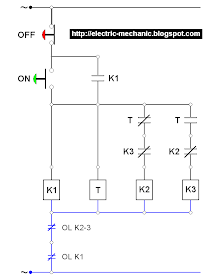 ~
OFF
http://electric-mechanic.blogspot.com
ON
K1
T
T
K3
K2
K1
T
K2
K3
OL K2-3
OL K1
~